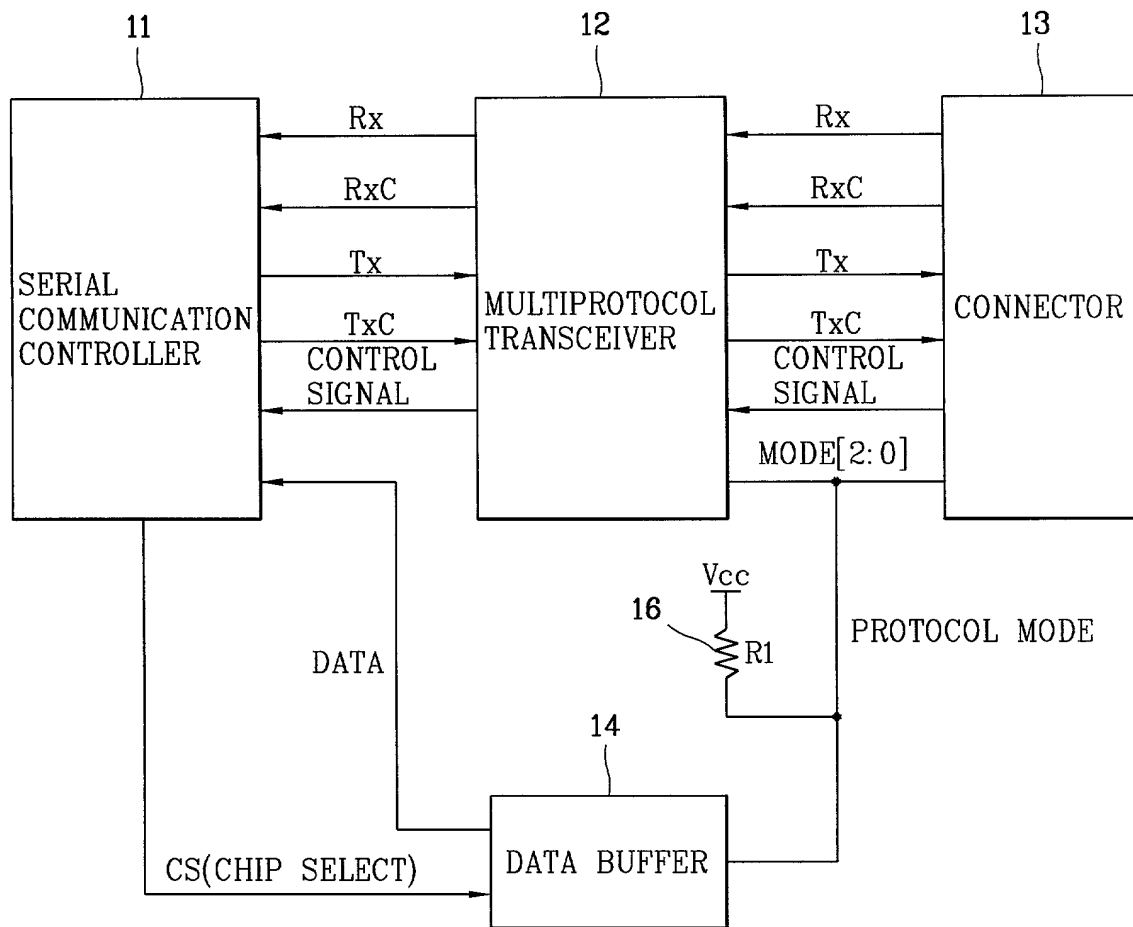 11
12
13
Rx
Rx
RxC
RxC
Tx
Tx
SERIAL
COMMUNICATION
CONTROLLER
MULTIPROTOCOL
TRANSCEIVER
CONNECTOR
TxC
TxC
CONTROL
SIGNAL
CONTROL
SIGNAL
MODE[2:0]
Vcc
16
R1
PROTOCOL MODE
DATA
14
DATA BUFFER
CS(CHIP SELECT)